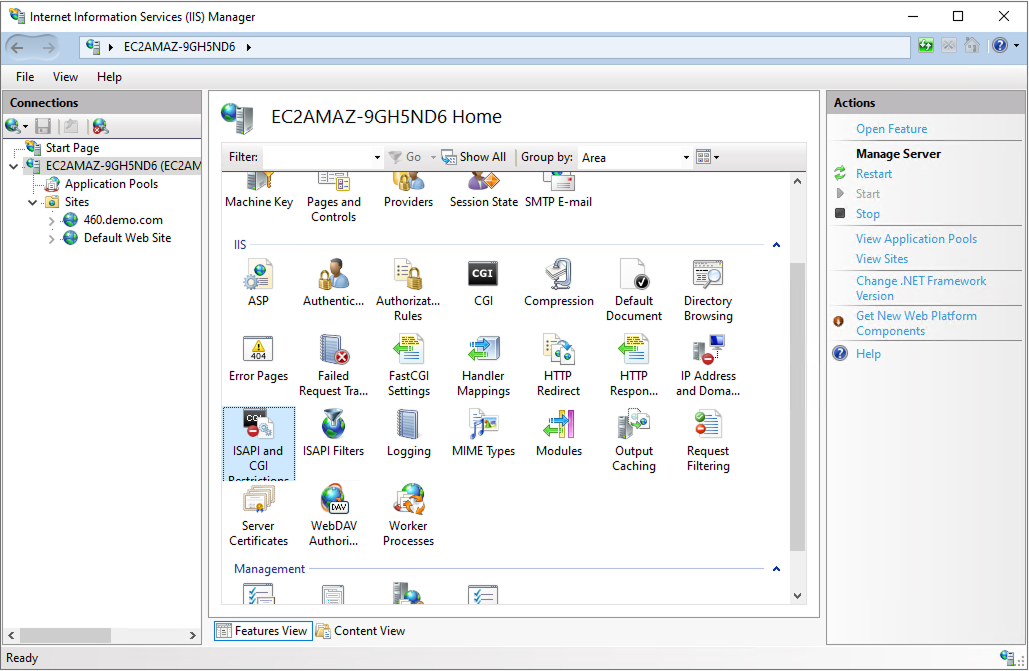 Internet Information Services (IIS) Manager
EC2AMAZ-9GH5ND6
File View Help
Connections
Start Page
EC2AMAZ-9GH5ND6 (EC2AM
Application Pools
Sites
460.demo.com
Default Web Site
EC2AMAZ-9GH5ND6 Home
Filter: Go Show All Group by: Area
Machine Key Pages and Controls Providers Session State SMTP E-mail
IIS
ASP Authentic... Authorizat... Rules CGI Compression Default Document Directory Browsing
Error Pages Failed Request Tra... FastCGI Settings Handler Mappings HTTP Redirect HTTP Respon... IP Address and Doma...
404
ISAPI and CGI Restrictions ISAPI Filters Logging MIME Types Modules Output Caching Request Filtering
Server Certificates WebDAV Authori... Worker Processes
DAV
Management
Features View Content View
Actions
Open Feature
Manage Server
Restart
Start
Stop
View Application Pools
View Sites
Change .NET Framework
Version
Get New Web Platform
Components
Help
Ready